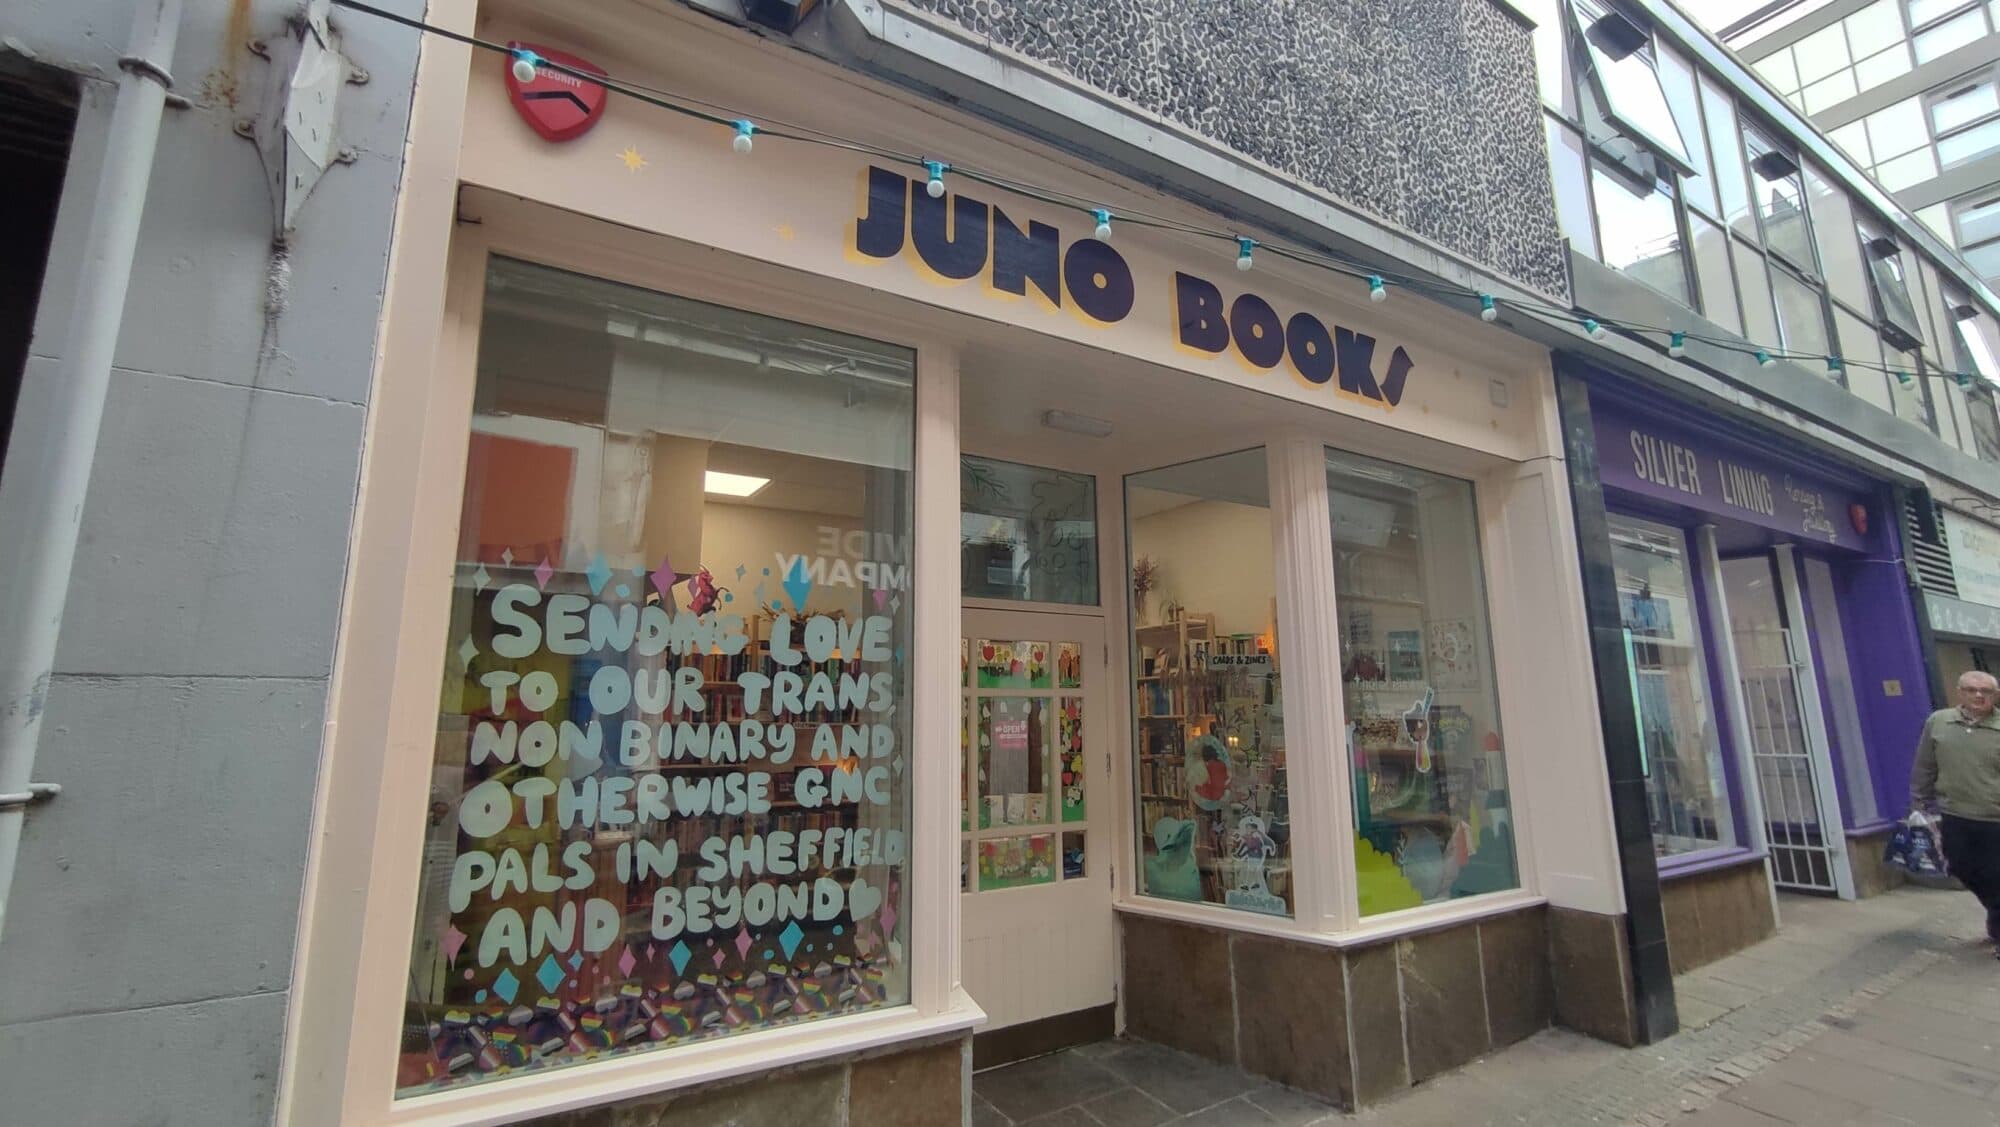 SECURITY
JUNO BOOKS
SILVER LINING
SENDING LOVE
TO OUR TRANS,
NON BINARY AND
OTHERWISE GNC
PALS IN SHEFFIELD
AND BEYOND
CARDS & ZINES
OPEN